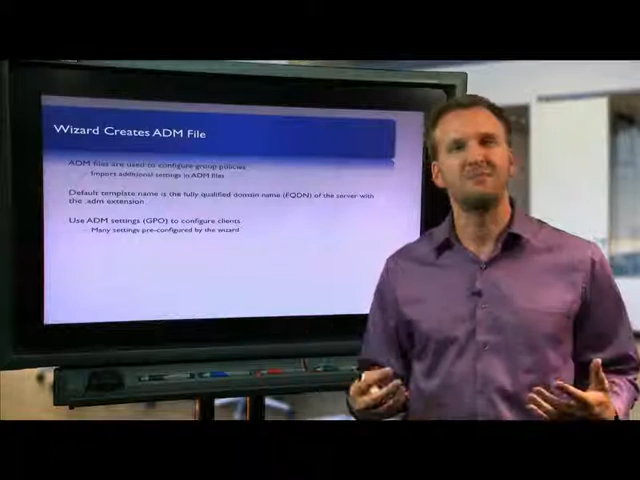 Wizard Creates ADM File
ADM files are used to configure group policies
Import additional settings in ADM files
Default template name is the fully qualified domain name (FQDN) of the server with
the .adm extension
Use ADM settings (GPO) to configure clients
Many settings pre-configured by the wizard